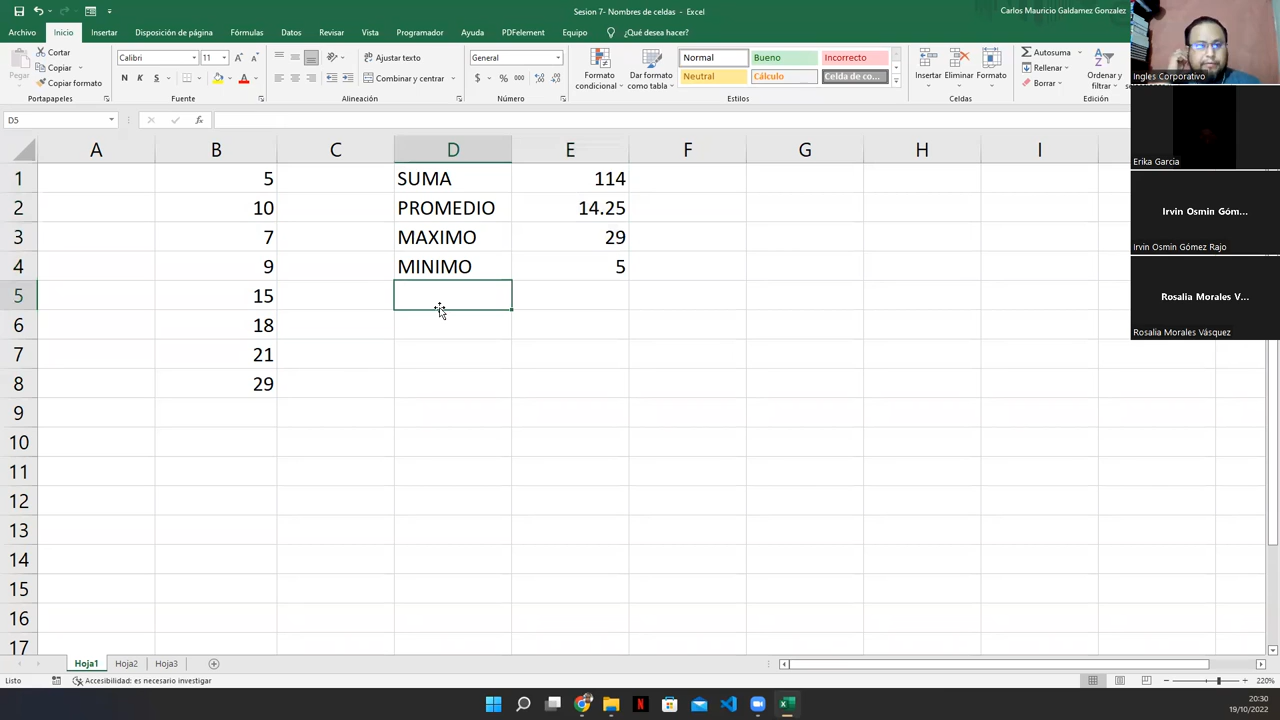 Sesion 7- Nombres de celdas - Excel
Carlos Mauricio Galdamez Gonzalez
Archivo Inicio Insertar Disposición de página Fórmulas Datos Revisar Vista Programador Ayuda PDFelement Equipo ¿Qué desea hacer?
Pegar
Cortar
Copiar
Copiar formato
Portapapeles
Calibri 11
N K S
Fuente
Ajustar texto
Combinar y centrar
Alineación
General
$ % 000
Número
Formato condicional
Dar formato como tabla
Normal Bueno Incorrecto
Neutral Cálculo Celda de co...
Estilos
Insertar Eliminar Formato
Celdas
Autosuma
Rellenar
Borrar
Ordenar y filtrar
Edición
Ingles Corporativo
Erika Garcia
Irvin Osmin Góm...
Irvin Osmin Gómez Rajo
Rosalia Morales V...
Rosalia Morales Vásquez
D5 fx
A B C D E F G H I
1 5 SUMA 114
2 10 PROMEDIO 14.25
3 7 MAXIMO 29
4 9 MINIMO 5
5 15
6 18
7 21
8 29
9
10
11
12
13
14
15
16
17
Hoja1 Hoja2 Hoja3
Listo Accesibilidad: es necesario investigar 220%
20:30
19/10/2022